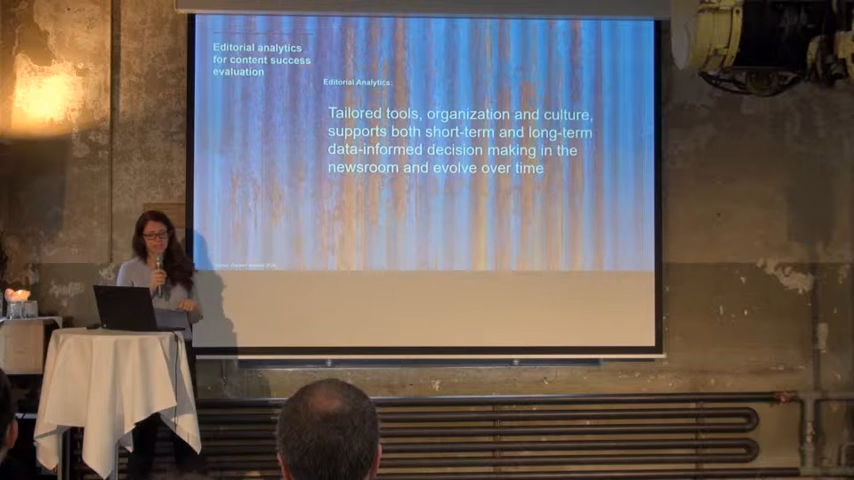 Editorial analytics
for content success
evaluation
Editorial Analytics:
Tailored tools, organization and culture,
supports both short-term and long-term
data-informed decision making in the
newsroom and evolve over time